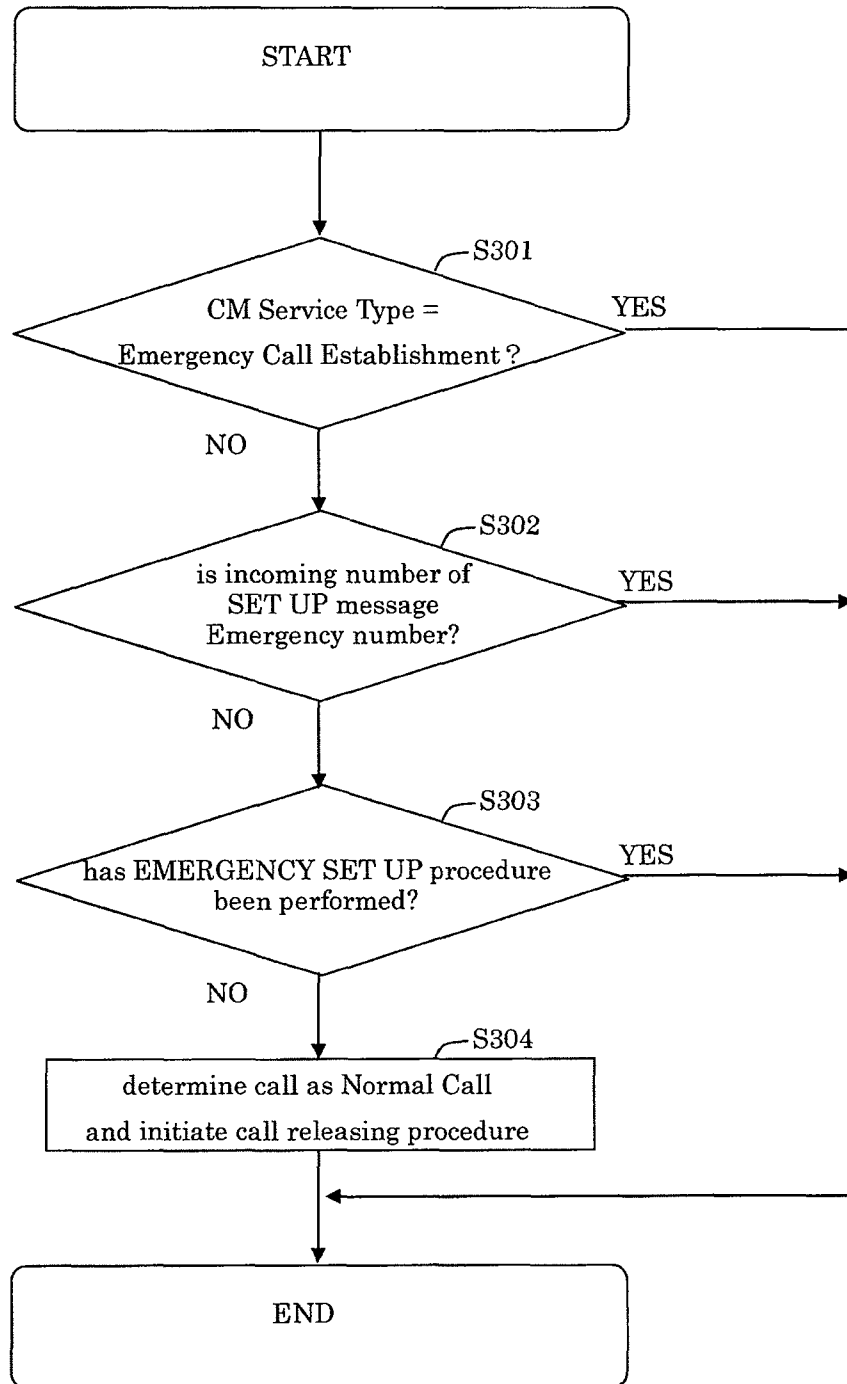 START
S301
CM Service Type =
Emergency Call Establishment ?
YES
NO
S302
is incoming number of
SET UP message
Emergency number?
YES
NO
S303
has EMERGENCY SET UP procedure
been performed?
YES
NO
S304
determine call as Normal Call
and initiate call releasing procedure
END